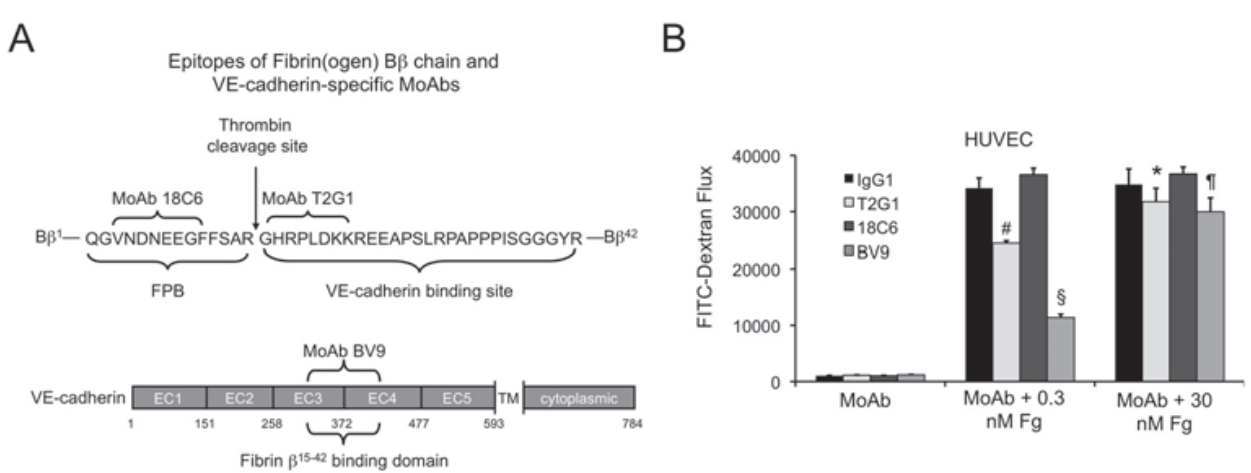 A
Epitopes of Fibrin(ogen) Bβ chain and
VE-cadherin-specific MoAbs
Thrombin
cleavage site
MoAb 18C6
MoAb T2G1
Bβ¹— QGVNDNEEGFFSAR GHRPLDKKREEAPSLRPAPPPISGGGYR —Bβ⁴²
FPB
VE-cadherin binding site
MoAb BV9
VE-cadherin
EC1 EC2 EC3 EC4 EC5 TM cytoplasmic
1 151 258 372 477 593 784
Fibrin β¹⁵⁻⁴² binding domain
B
HUVEC
FITC-Dextran Flux
40000
30000
20000
10000
0
IgG1
T2G1
18C6
BV9
#
§
*
¶
MoAb
MoAb + 0.3
nM Fg
MoAb + 30
nM Fg